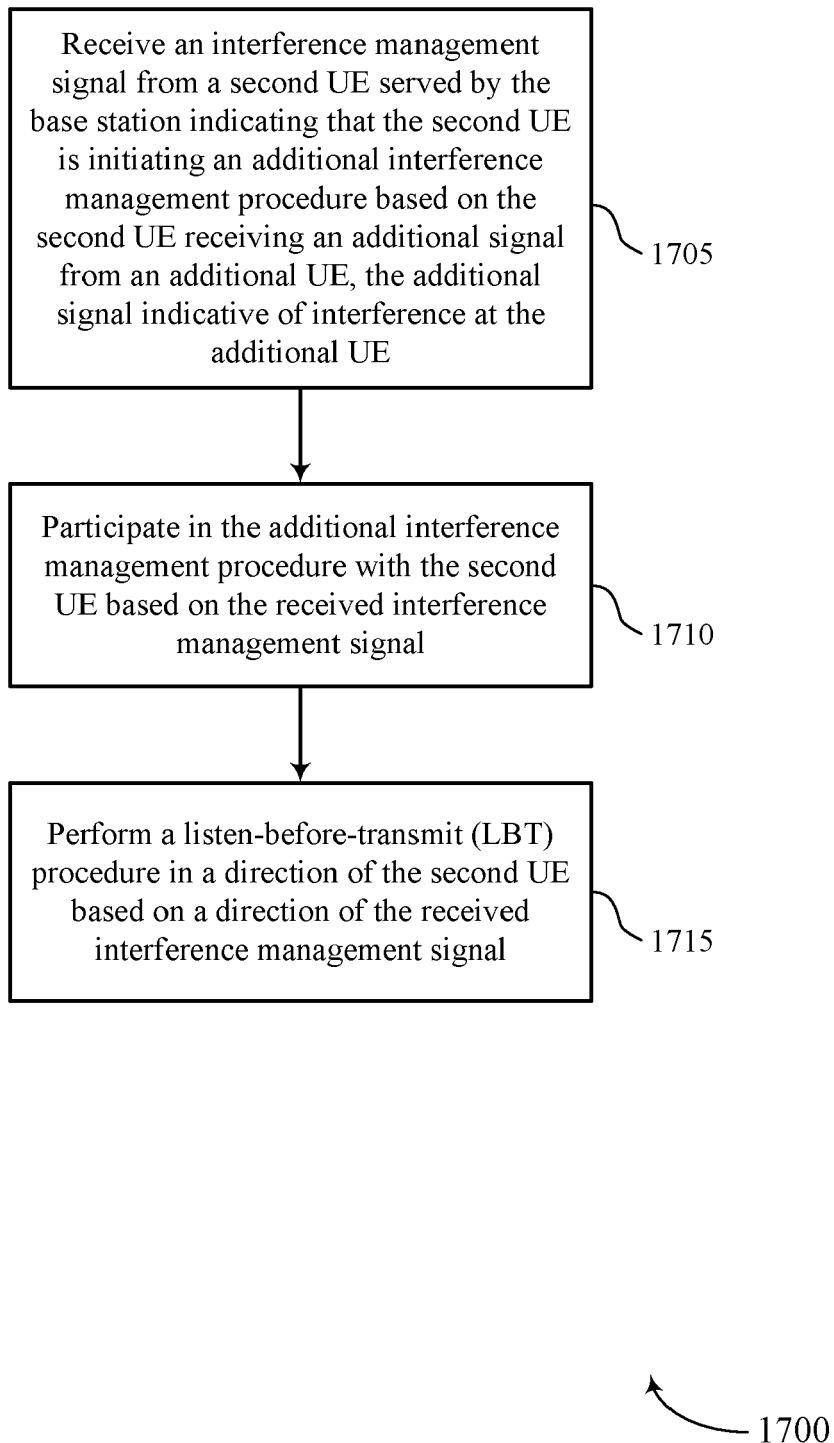 Receive an interference management
signal from a second UE served by the
base station indicating that the second UE
is initiating an additional interference
management procedure based on the
second UE receiving an additional signal
from an additional UE, the additional
signal indicative of interference at the
additional UE
1705
Participate in the additional interference
management procedure with the second
UE based on the received interference
management signal
1710
Perform a listen-before-transmit (LBT)
procedure in a direction of the second UE
based on a direction of the received
interference management signal
1715
1700